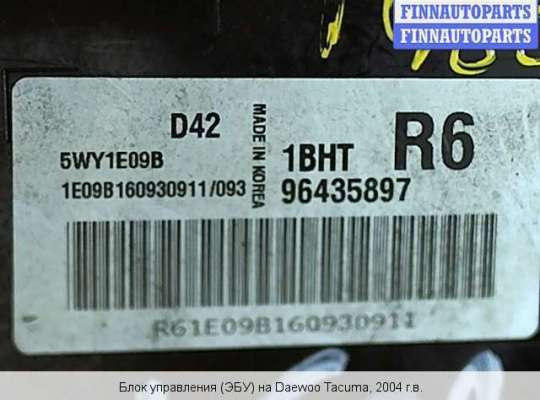 FINNAUTOPARTS
FINNAUTOPARTS
FINNAUTOPARTS
D42
MADE IN KOREA
1BHT
R6
5WY1E09B
1E09B160930911/093
96435897
R61E09B160930911
Блок управления (ЭБУ) на Daewoo Tacuma, 2004 г.в.